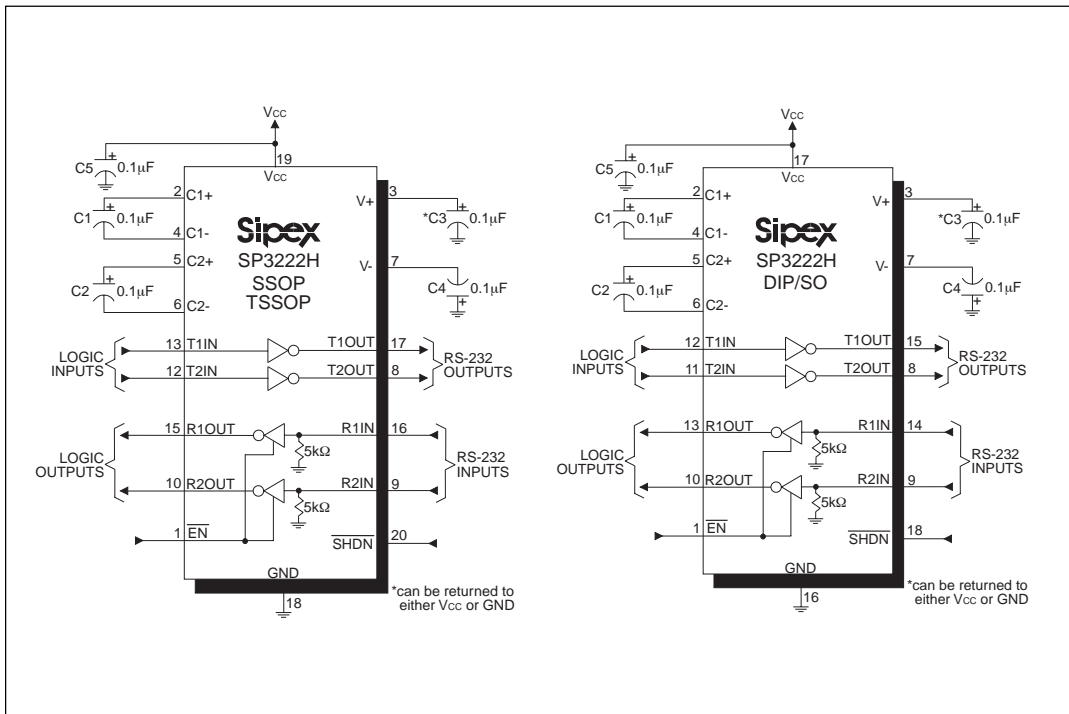 VCC
19
VCC
C5
+
0.1µF
2
C1+
C1
+
0.1µF
4
C1-
5
C2+
C2
+
0.1µF
6
C2-
Sipex
SP3222H
SSOP
TSSOP
V+
3
*C3
+
0.1µF
V-
7
C4
0.1µF
+
LOGIC
INPUTS
13
T1IN
T1OUT
17
12
T2IN
T2OUT
8
RS-232
OUTPUTS
LOGIC
OUTPUTS
15
R1OUT
R1IN
16
5kΩ
10
R2OUT
R2IN
9
5kΩ
RS-232
INPUTS
1
EN
SHDN
20
GND
18
*can be returned to
either VCC or GND
VCC
17
VCC
C5
+
0.1µF
2
C1+
C1
+
0.1µF
4
C1-
5
C2+
C2
+
0.1µF
6
C2-
Sipex
SP3222H
DIP/SO
V+
3
*C3
+
0.1µF
V-
7
C4
0.1µF
+
LOGIC
INPUTS
12
T1IN
T1OUT
15
11
T2IN
T2OUT
8
RS-232
OUTPUTS
LOGIC
OUTPUTS
13
R1OUT
R1IN
14
5kΩ
10
R2OUT
R2IN
9
5kΩ
RS-232
INPUTS
1
EN
SHDN
18
GND
16
*can be returned to
either VCC or GND